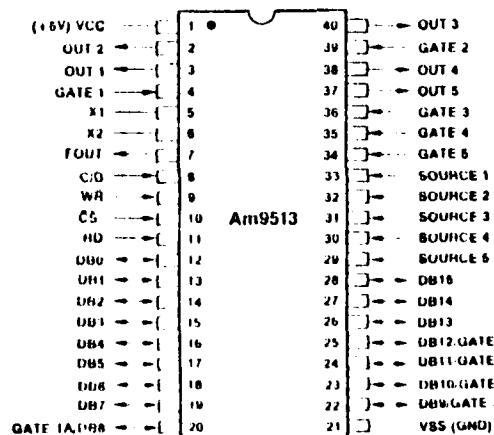 (+5V) VCC 1 40 OUT 3
OUT 2 2 39 GATE 2
OUT 1 3 38 OUT 4
GATE 1 4 37 OUT 5
X1 5 36 GATE 3
X2 6 35 GATE 4
FOUT 7 34 GATE 5
C/D 8 33 SOURCE 1
WR 9 32 SOURCE 2
CS 10 Am9513 31 SOURCE 3
RD 11 30 SOURCE 4
DB0 12 29 SOURCE 5
DB1 13 28 DB15
DB2 14 27 DB14
DB3 15 26 DB13
DB4 16 25 DB12/GATE
DB5 17 24 DB11/GATE
DB6 18 23 DB10/GATE
DB7 19 22 DB9/GATE
GATE 1A/DB8 20 21 VSS (GND)